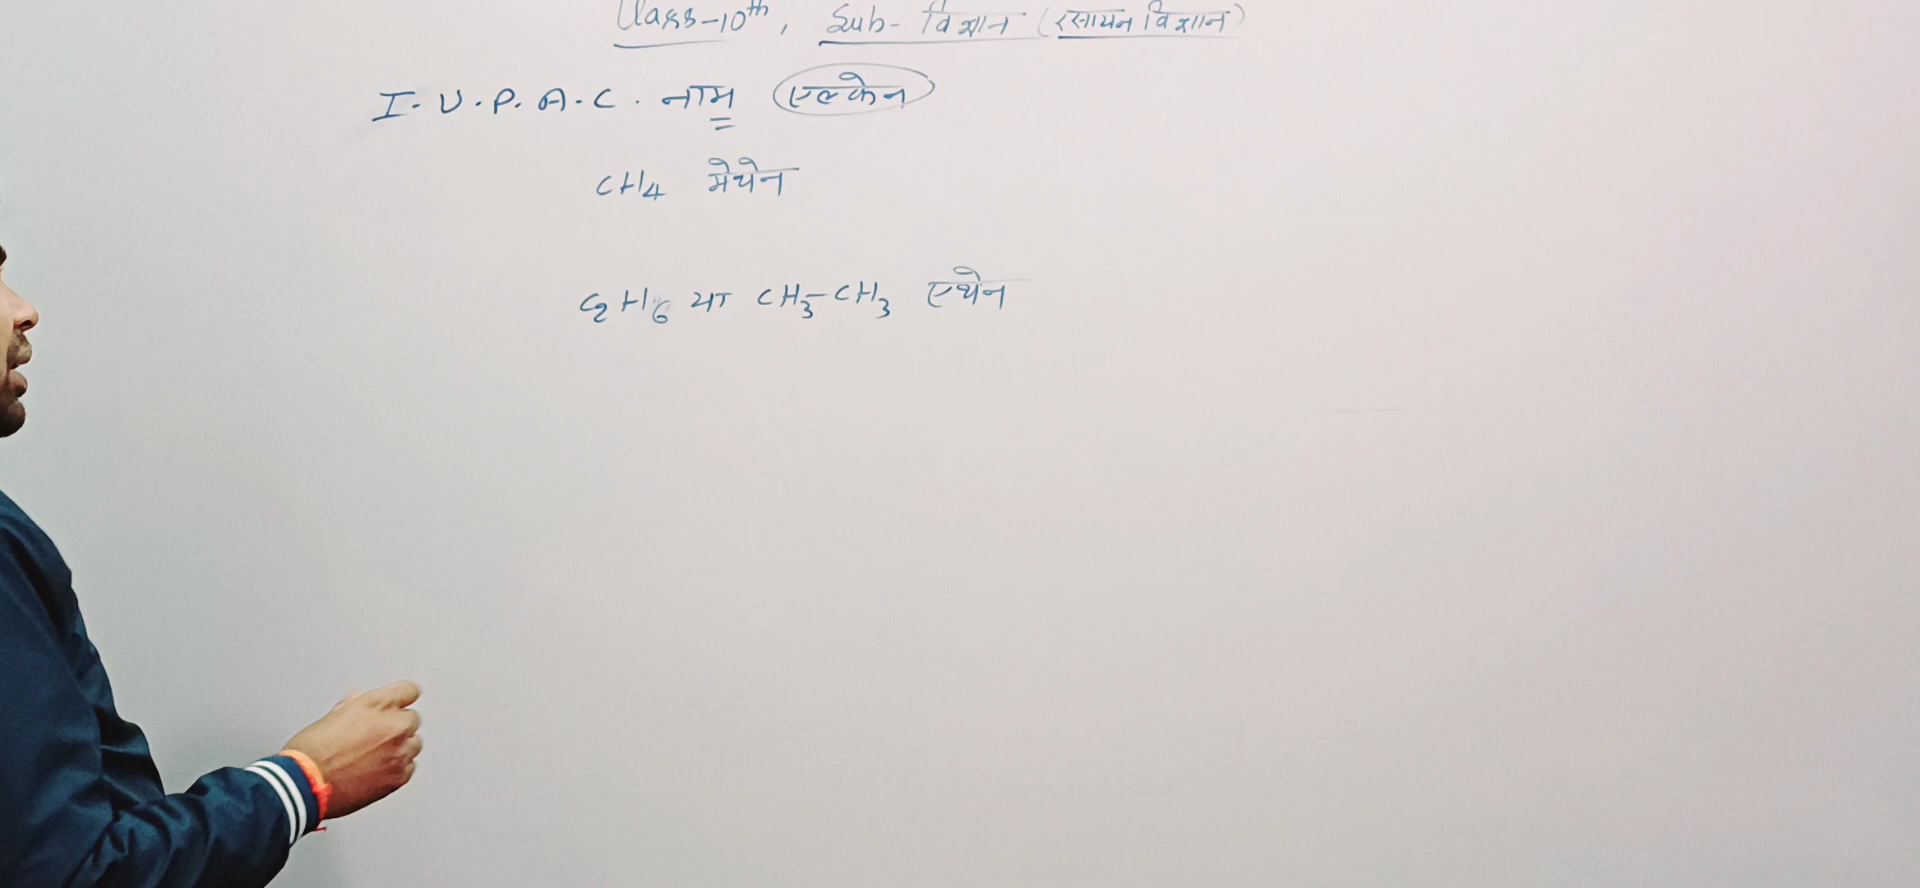 Class-10th, Sub- विज्ञान (रसायन विज्ञान)
I.U.P.A.C. नाम एल्केन
CH4 मेथेन
C2H6 या CH3-CH3 एथेन